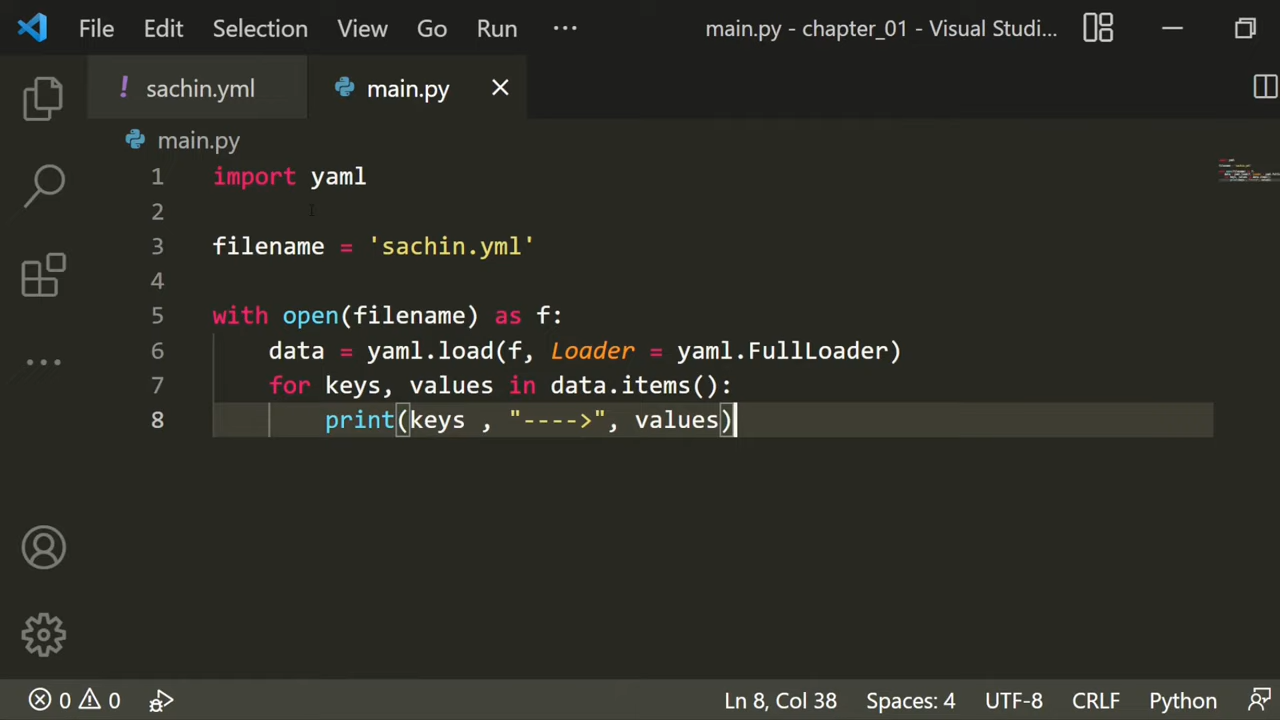 File Edit Selection View Go Run ··· main.py - chapter_01 - Visual Studi...
! sachin.yml main.py
main.py
1 import yaml
2
3 filename = 'sachin.yml'
4
5 with open(filename) as f:
6 data = yaml.load(f, Loader = yaml.FullLoader)
7 for keys, values in data.items():
8 print(keys , "---->", values)
0 0 Ln 8, Col 38 Spaces: 4 UTF-8 CRLF Python